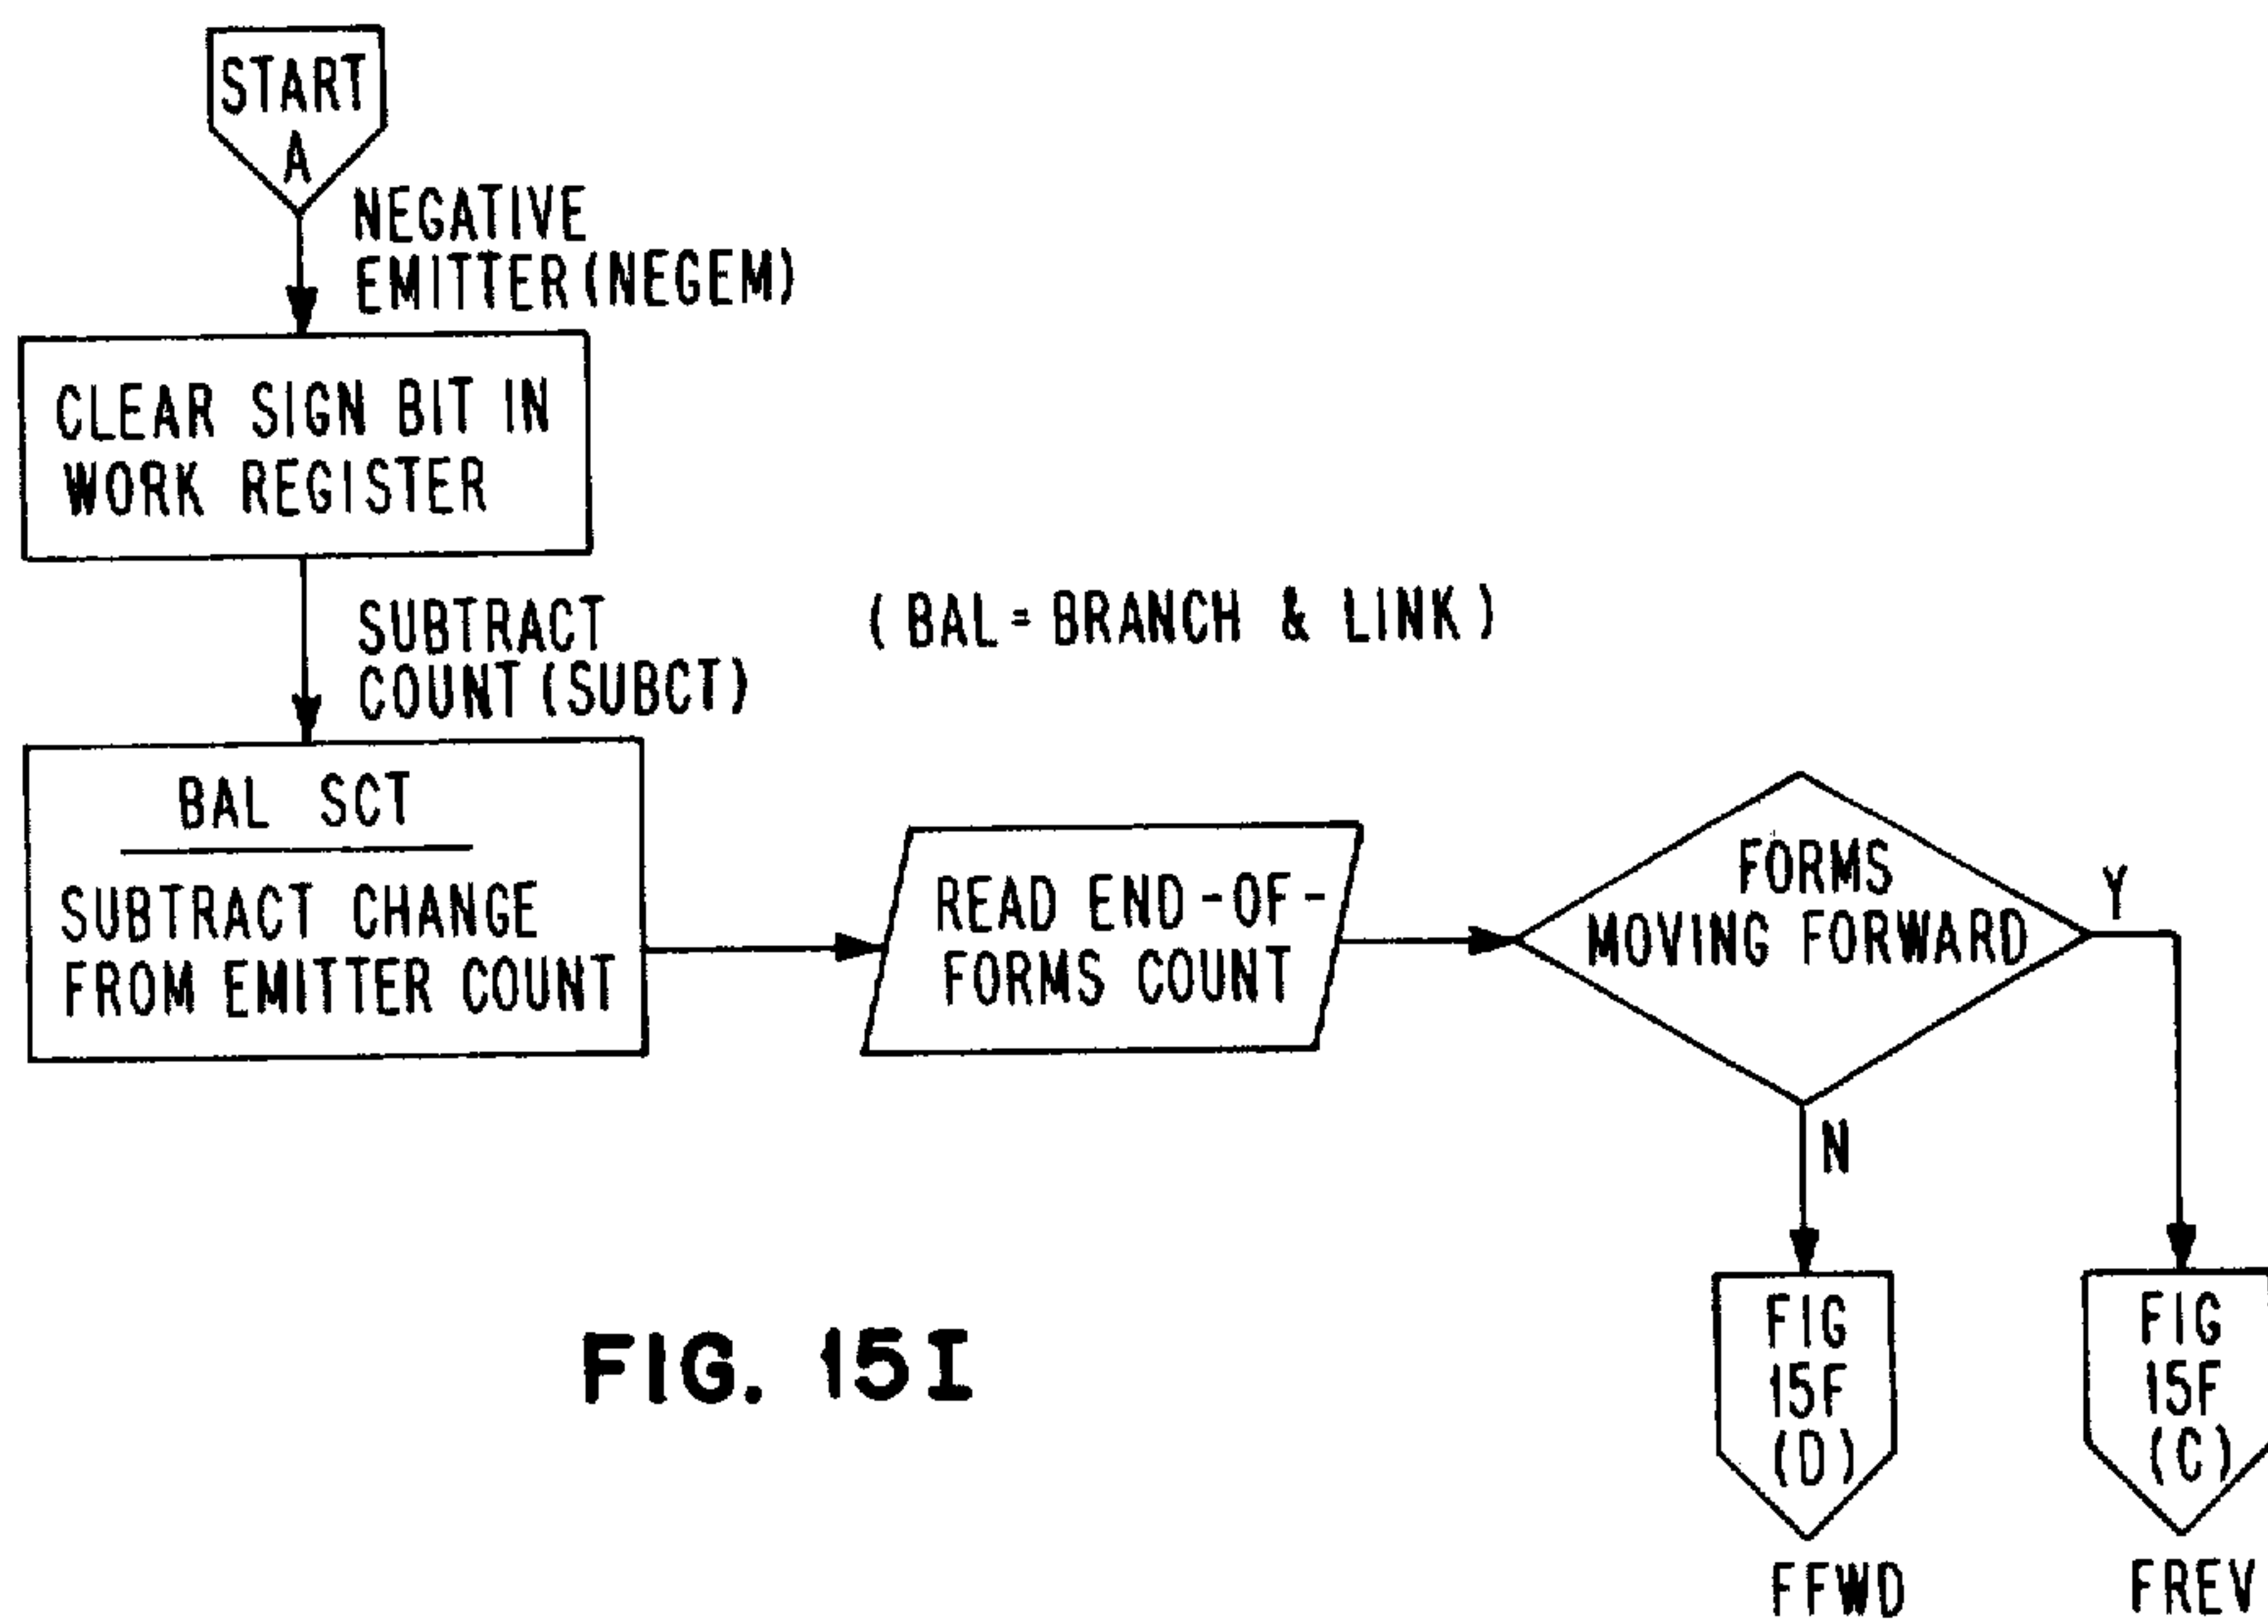 START
A
NEGATIVE
EMITTER(NEGEM)
CLEAR SIGN BIT IN
WORK REGISTER
SUBTRACT
COUNT(SUBCT)
(BAL=BRANCH & LINK)
BAL SCT
SUBTRACT CHANGE
FROM EMITTER COUNT
READ END-OF-
FORMS COUNT
FORMS
MOVING FORWARD
Y
N
FIG
15F
(D)
FFWD
FIG
15F
(C)
FREV
FIG. 15I